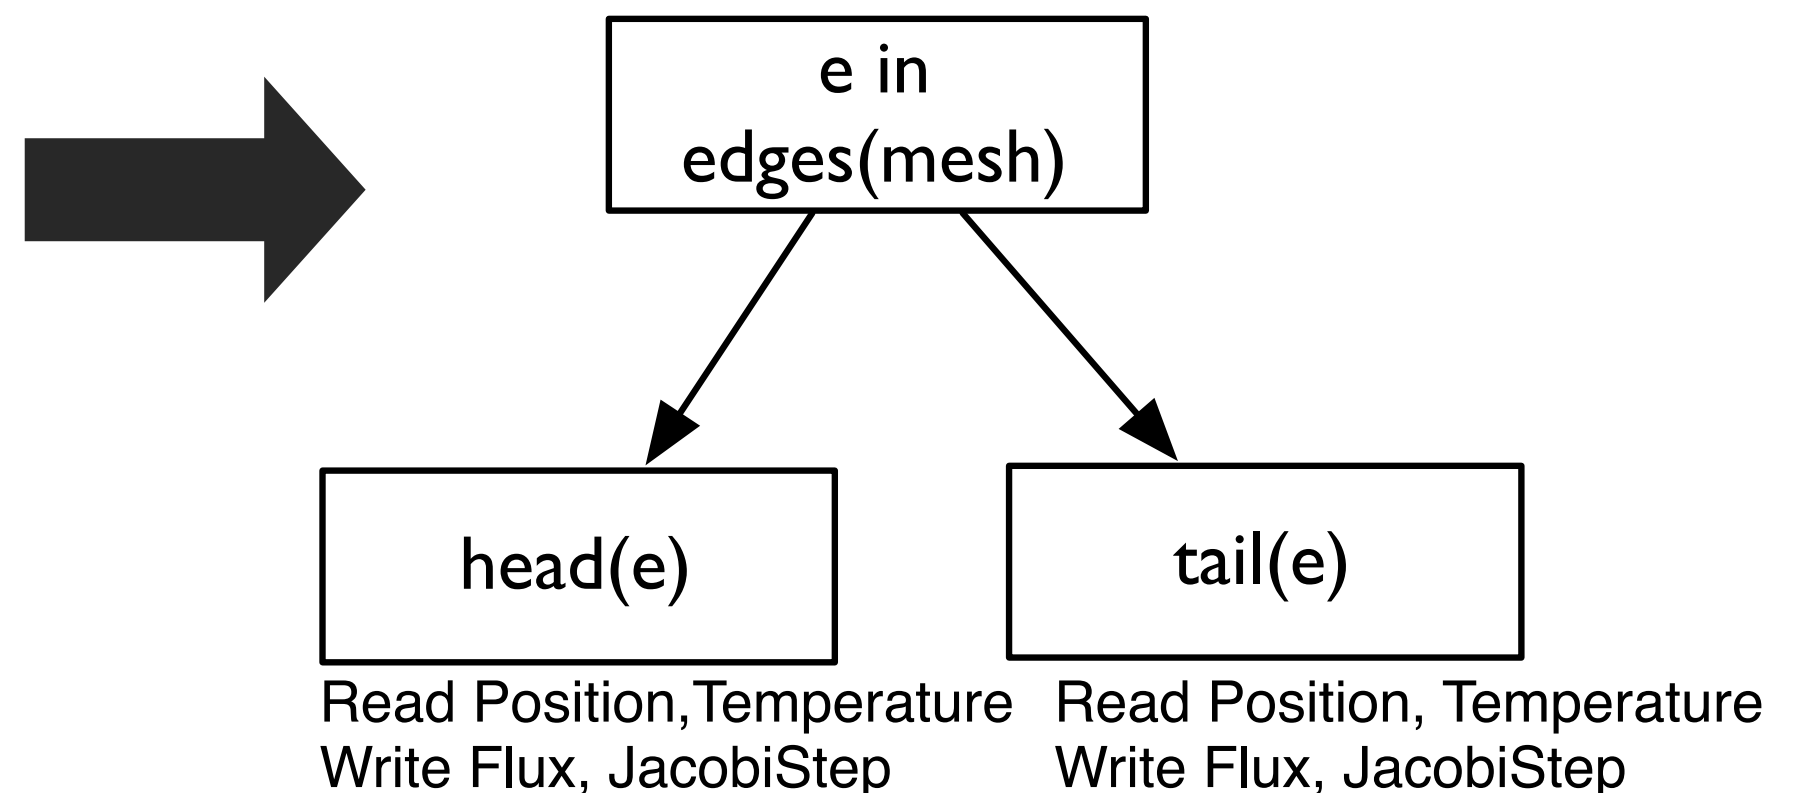 e in
edges(mesh)
head(e)
tail(e)
Read Position,Temperature
Write Flux, JacobiStep
Read Position, Temperature
Write Flux, JacobiStep